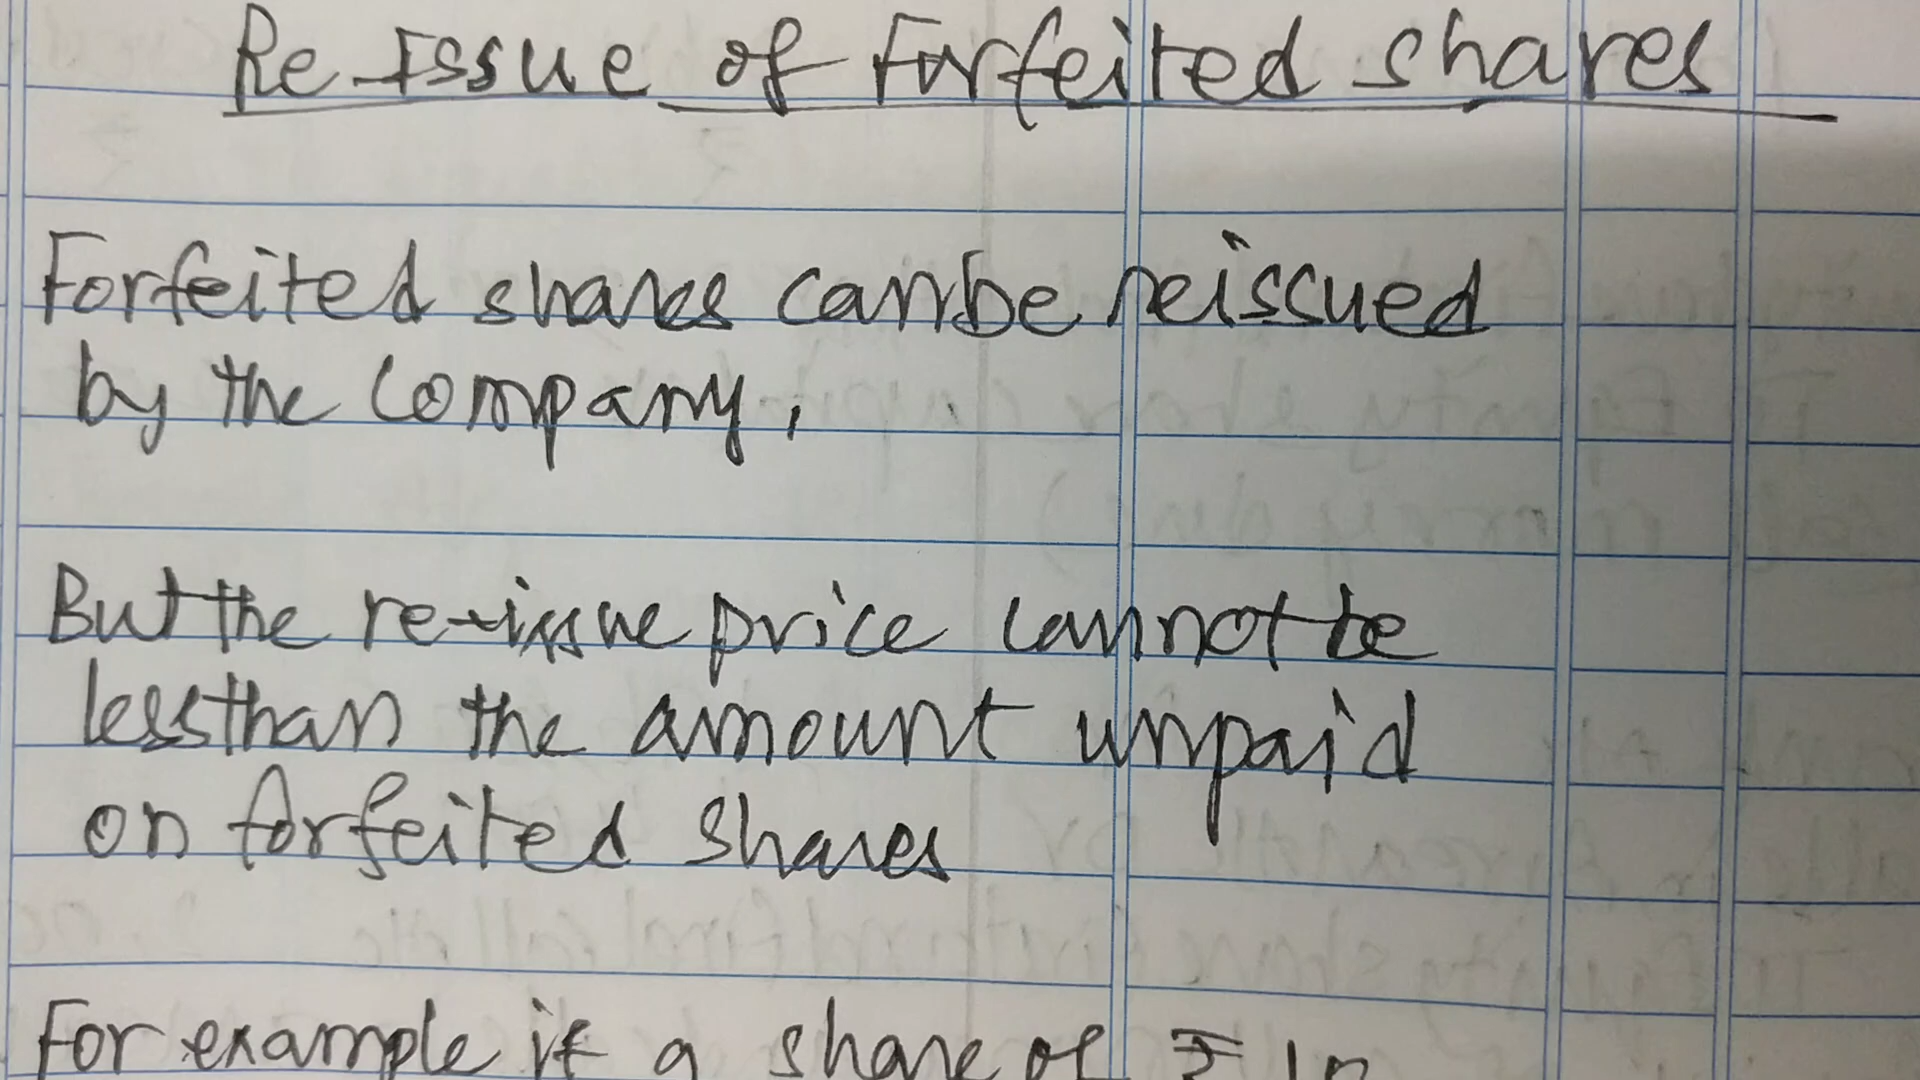 Re-Issue of Forfeited shares
Forfeited shares can be reissued
by the company.
But the re-issue price cannot be
less than the amount unpaid
on forfeited shares
For example if a share of ₹ 10